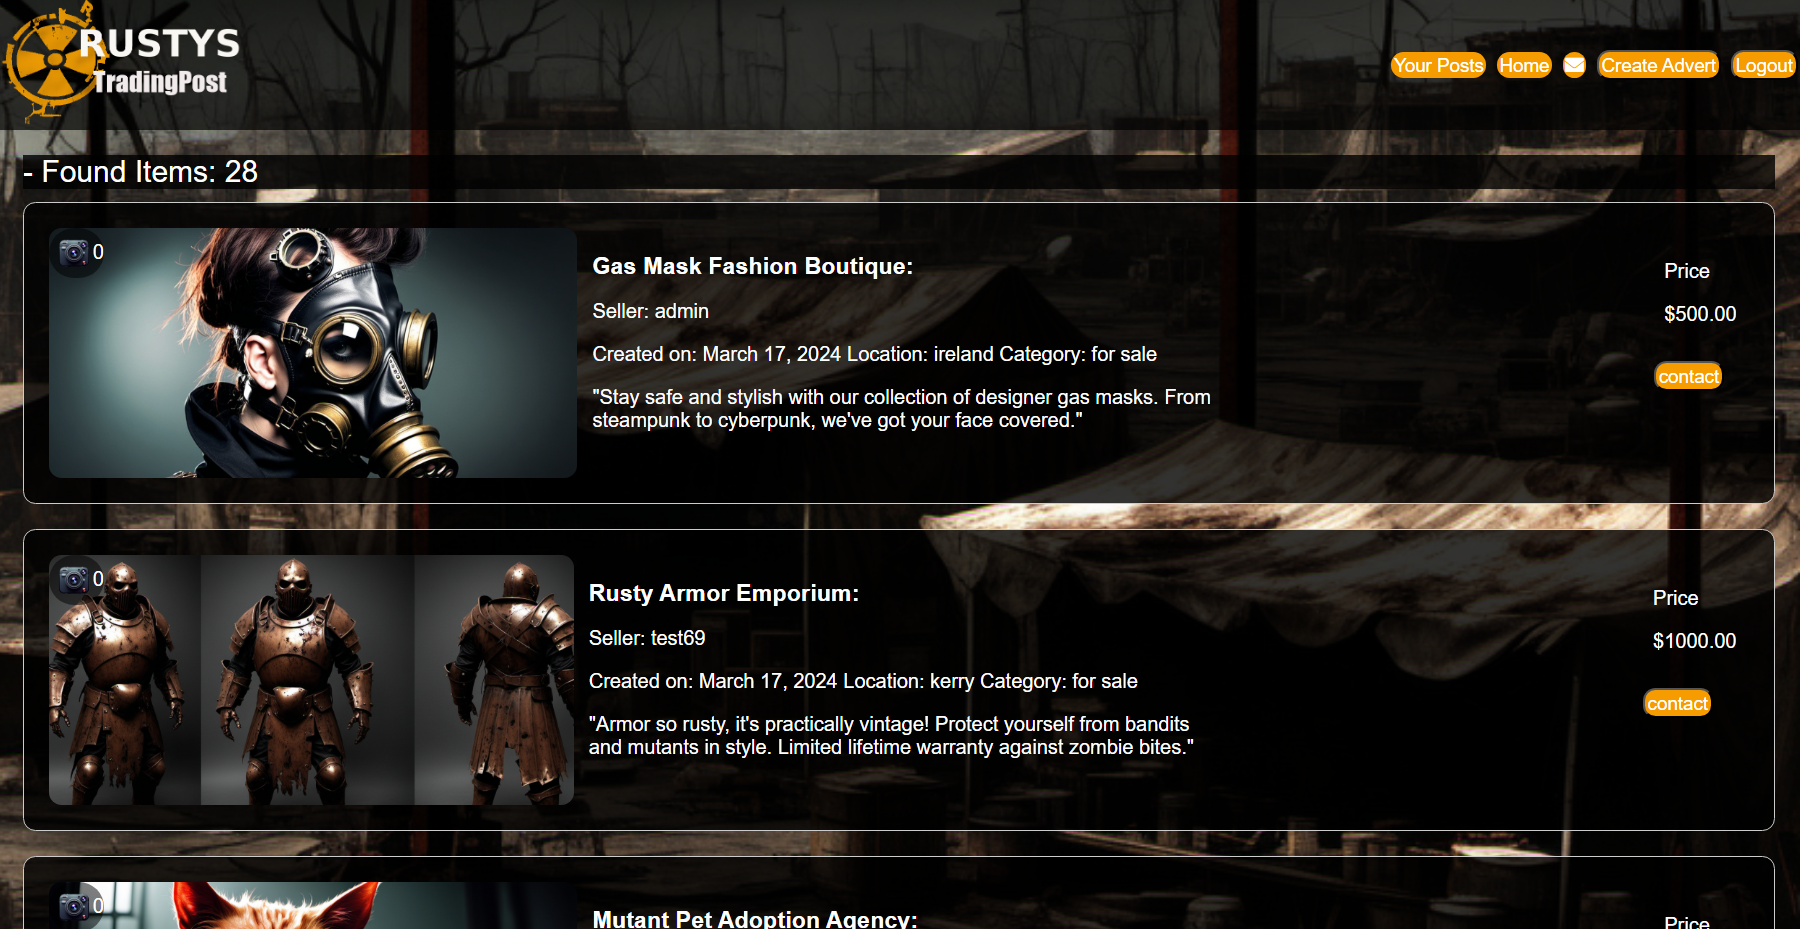 RUSTYS
TradingPost
Your Posts Home Create Advert Logout
- Found Items: 28
0
Gas Mask Fashion Boutique:
Seller: admin
Created on: March 17, 2024 Location: ireland Category: for sale
"Stay safe and stylish with our collection of designer gas masks. From
steampunk to cyberpunk, we've got your face covered."
Price
$500.00
contact
0
Rusty Armor Emporium:
Seller: test69
Created on: March 17, 2024 Location: kerry Category: for sale
"Armor so rusty, it's practically vintage! Protect yourself from bandits
and mutants in style. Limited lifetime warranty against zombie bites."
Price
$1000.00
contact
0
Mutant Pet Adoption Agency:
Price